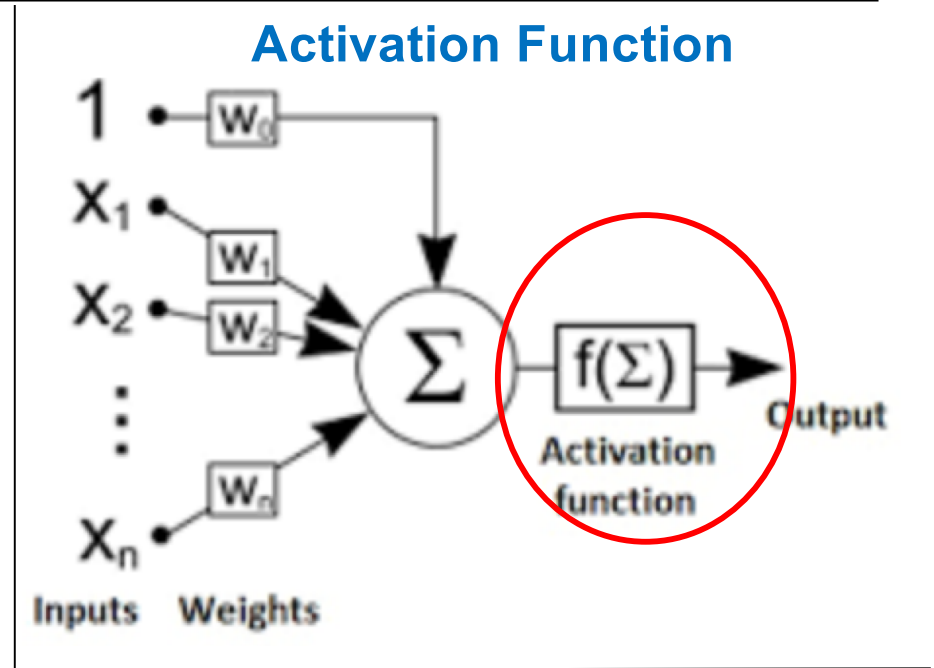 Activation Function
1
W₀
X₁
W₁
X₂
W₂
Σ
f(Σ)
Output
Activation
function
⋮
Wₙ
Xₙ
Inputs Weights